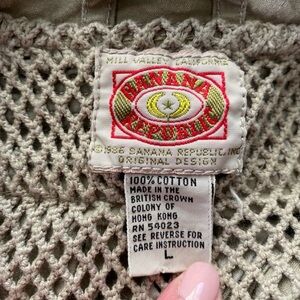 MILL VALLEY CALIFORNIA
BANANA
REPUBLIC
©1986 BANANA REPUBLIC, INC.
ORIGINAL DESIGN
100% COTTON
MADE IN THE
BRITISH CROWN
COLONY OF
HONG KONG
RN 54023
SEE REVERSE FOR
CARE INSTRUCTION
L